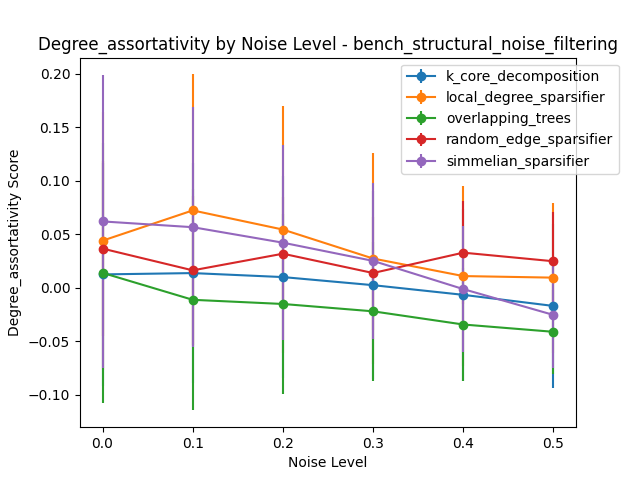 Degree_assortativity by Noise Level - bench_structural_noise_filtering
k_core_decomposition
local_degree_sparsifier
overlapping_trees
random_edge_sparsifier
simmelian_sparsifier
Degree_assortativity Score
0.20
0.15
0.10
0.05
0.00
−0.05
−0.10
0.0 0.1 0.2 0.3 0.4 0.5
Noise Level